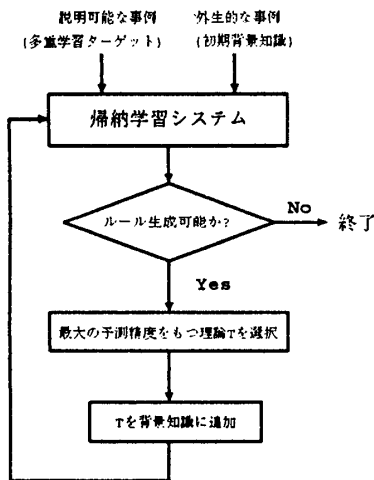 説明可能な事例
外生的な事例
(多重学習ターゲット)
(初期背景知識)
帰納学習システム
ルール生成可能か?
No
終了
Yes
最大の予測精度をもつ理論Tを選択
Tを背景知識に追加